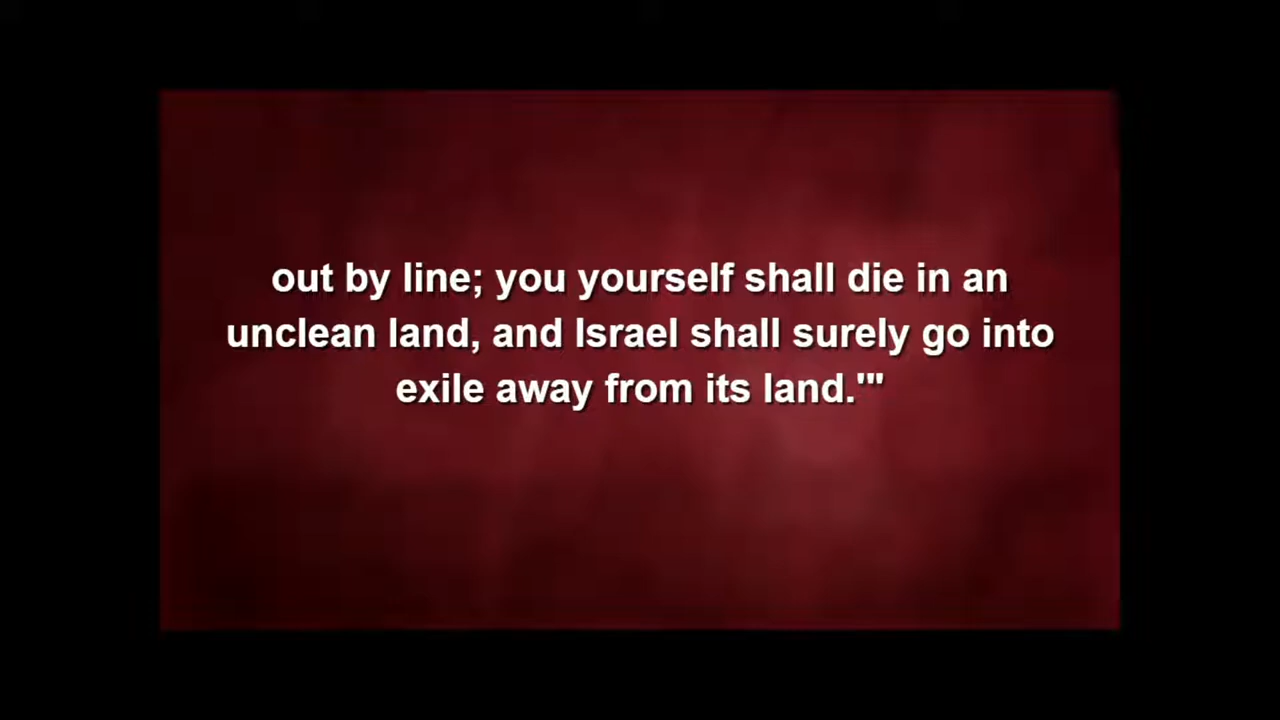 out by line; you yourself shall die in an
unclean land, and Israel shall surely go into
exile away from its land.'"